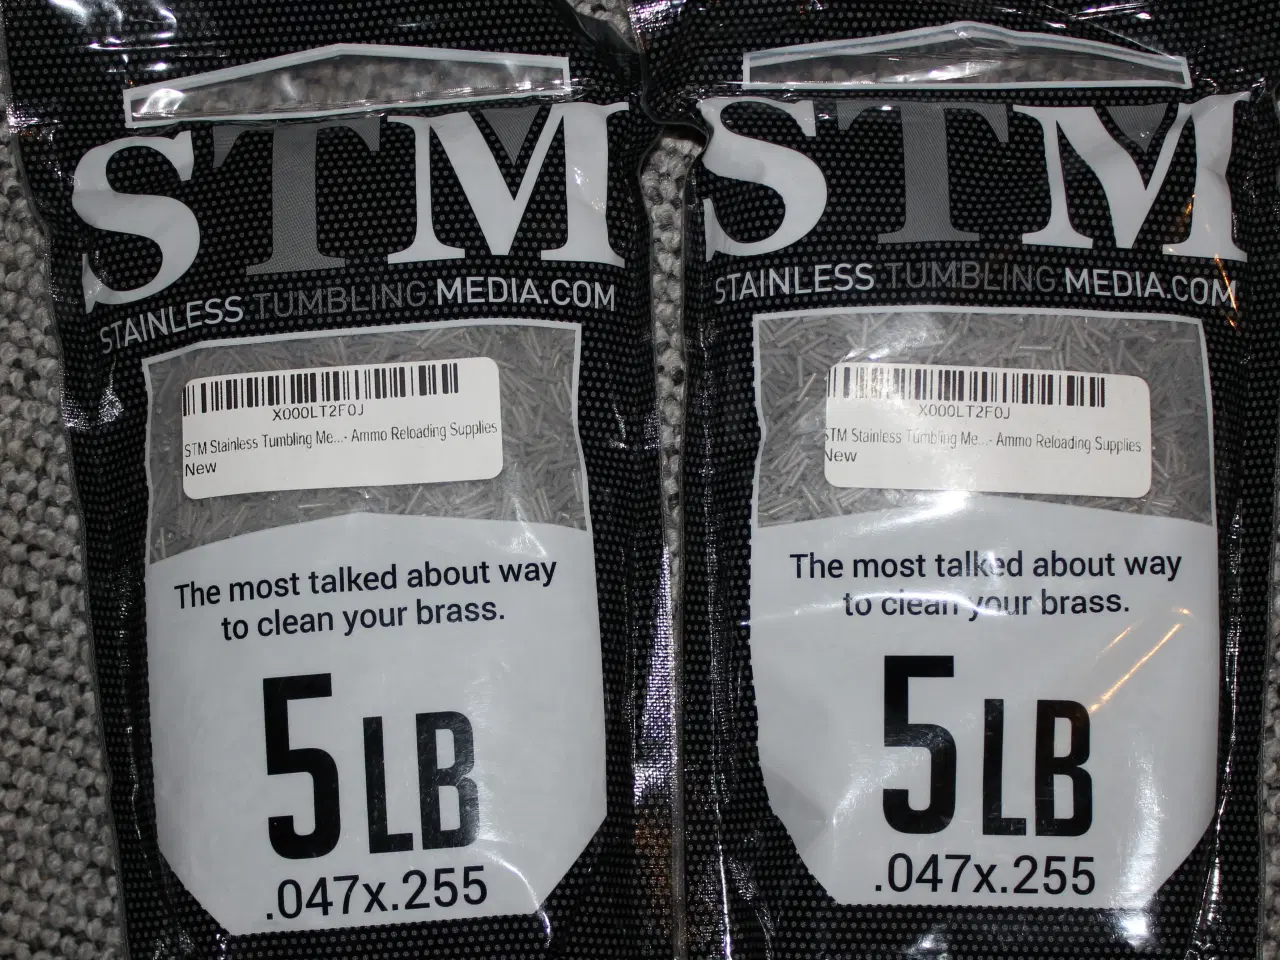 STM
STAINLESS TUMBLING MEDIA.COM
X000LT2F0J
STM Stainless Tumbling Me...- Ammo Reloading Supplies
New
The most talked about way
to clean your brass.
5LB
.047x.255
STM
STAINLESS TUMBLING MEDIA.COM
X000LT2F0J
STM Stainless Tumbling Me...- Ammo Reloading Supplies
New
The most talked about way
to clean your brass.
5LB
.047x.255